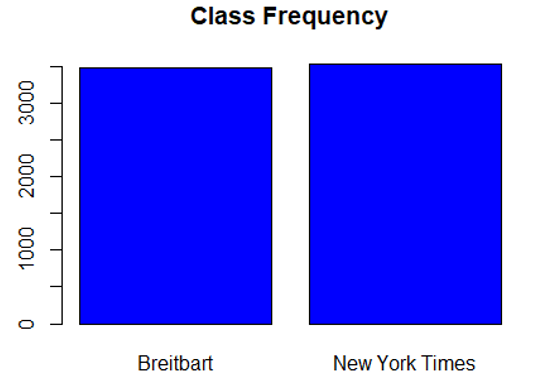 Class Frequency
3000
2000
1000
0
Breitbart
New York Times